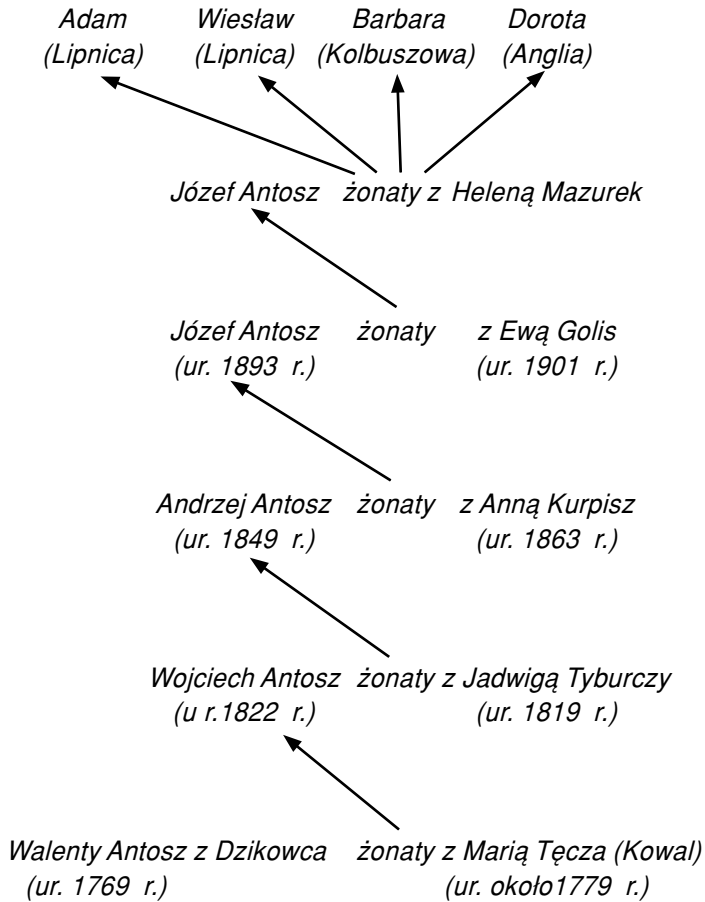 Adam Wiesław Barbara Dorota
(Lipnica) (Lipnica) (Kolbuszowa) (Anglia)
Józef Antosz żonaty z Heleną Mazurek
Józef Antosz żonaty z Ewą Golis
(ur. 1893 r.) (ur. 1901 r.)
Andrzej Antosz żonaty z Anną Kurpisz
(ur. 1849 r.) (ur. 1863 r.)
Wojciech Antosz żonaty z Jadwigą Tyburczy
(u r.1822 r.) (ur. 1819 r.)
Walenty Antosz z Dzikowca żonaty z Marią Tęcza (Kowal)
(ur. 1769 r.) (ur. około1779 r.)